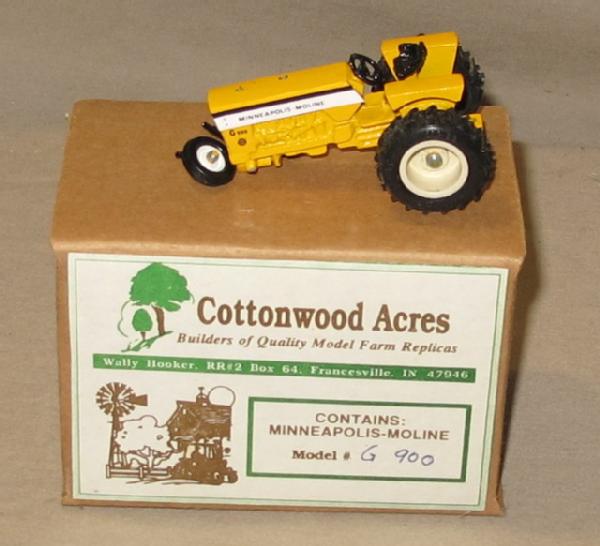 MINNEAPOLIS-MOLINE
G 900
Cottonwood Acres
Builders of Quality Model Farm Replicas
Wally Hooker, RR#2 Box 64, Francesville, IN 47946
CONTAINS:
MINNEAPOLIS-MOLINE
Model # G 900